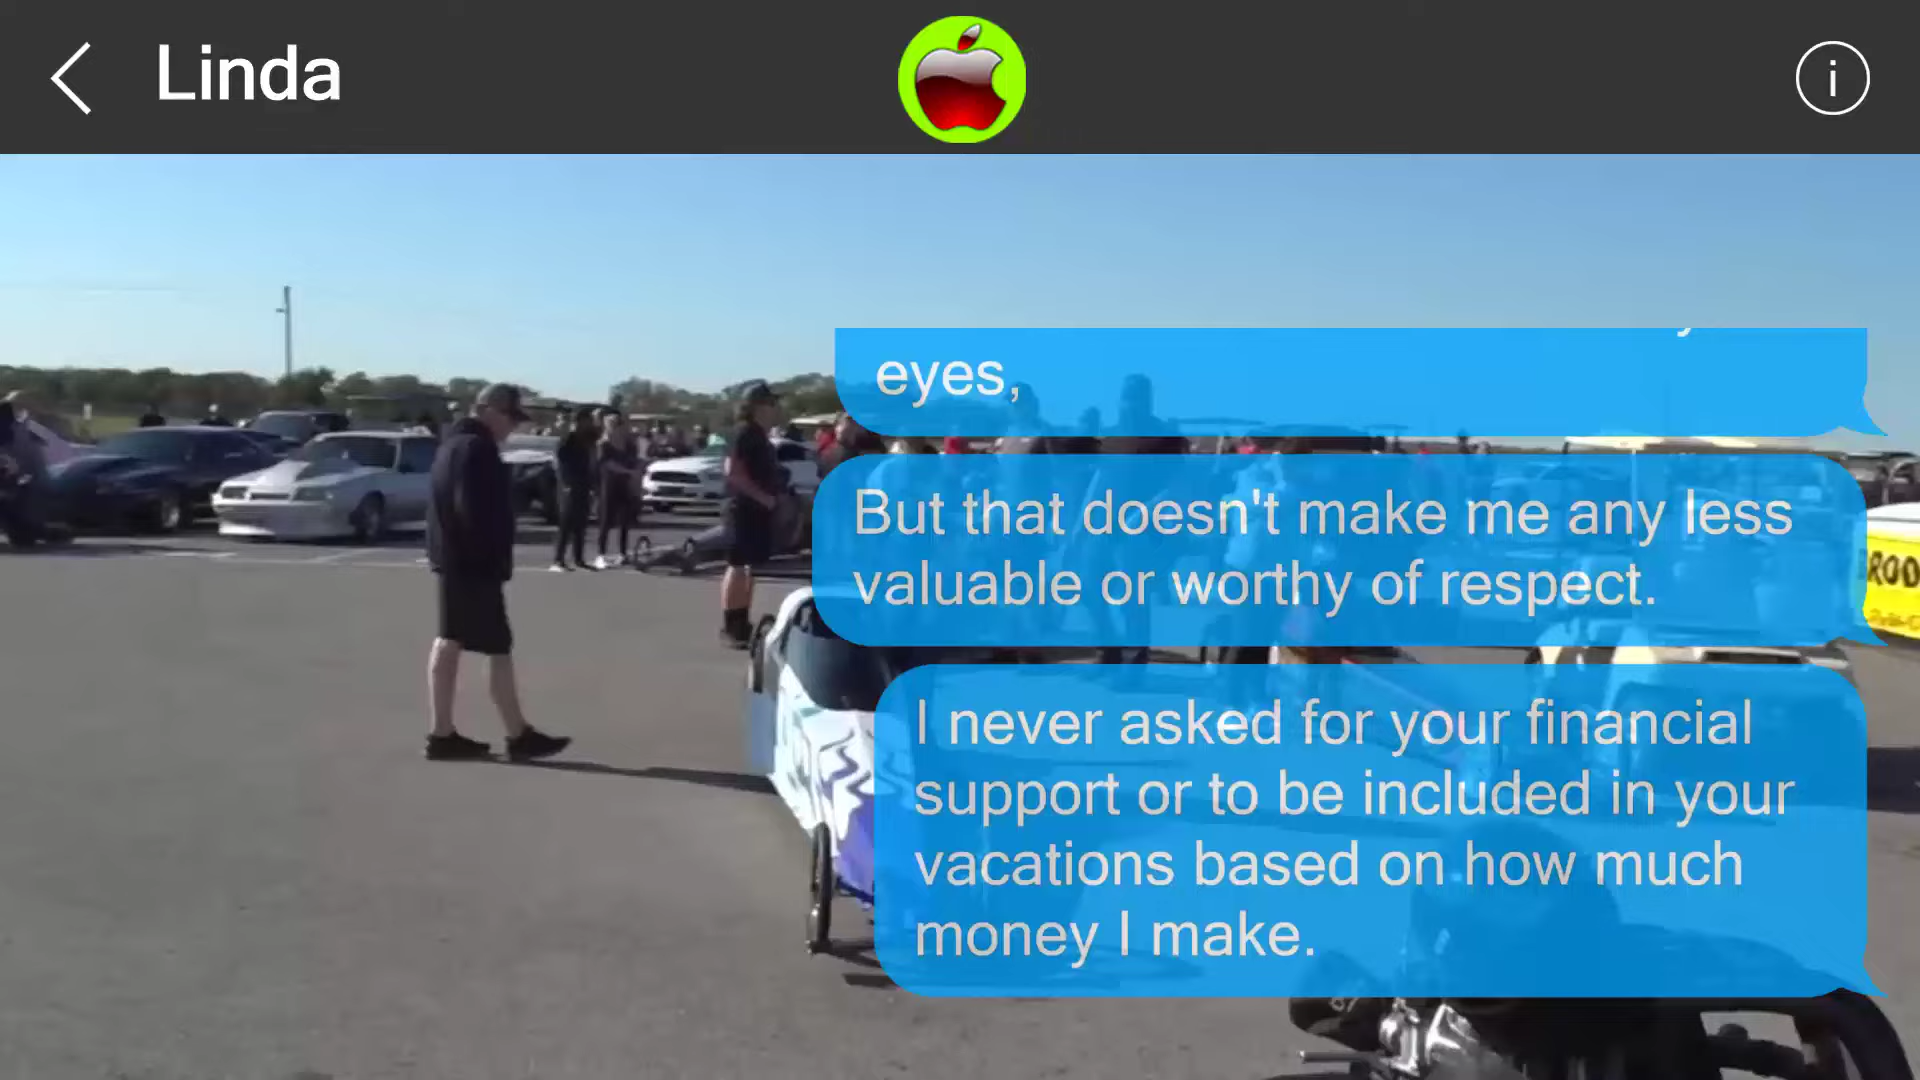 Linda
eyes,
But that doesn't make me any less
valuable or worthy of respect.
I never asked for your financial
support or to be included in your
vacations based on how much
money I make.